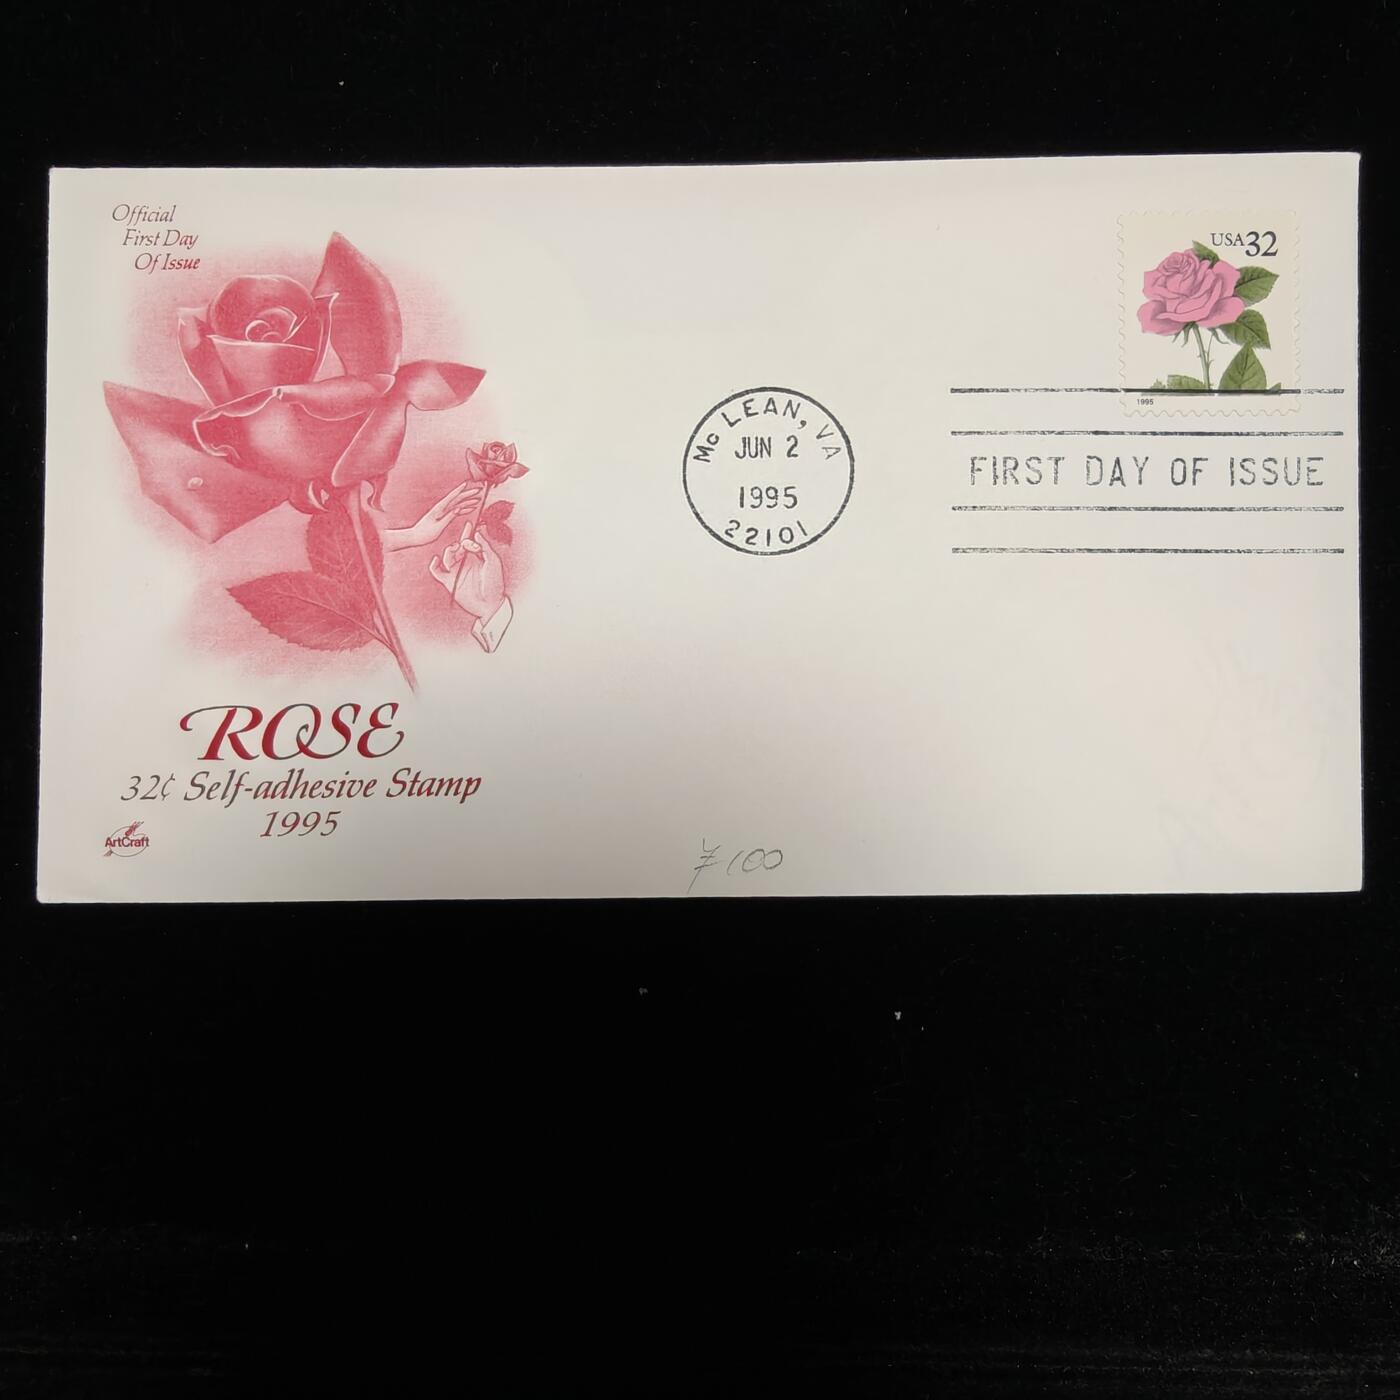 Official
First Day
Of Issue
USA32
1995
Mc LEAN, VA
JUN 2
1995
22101
FIRST DAY OF ISSUE
ROSE
32¢ Self-adhesive Stamp
1995
ArtCraft